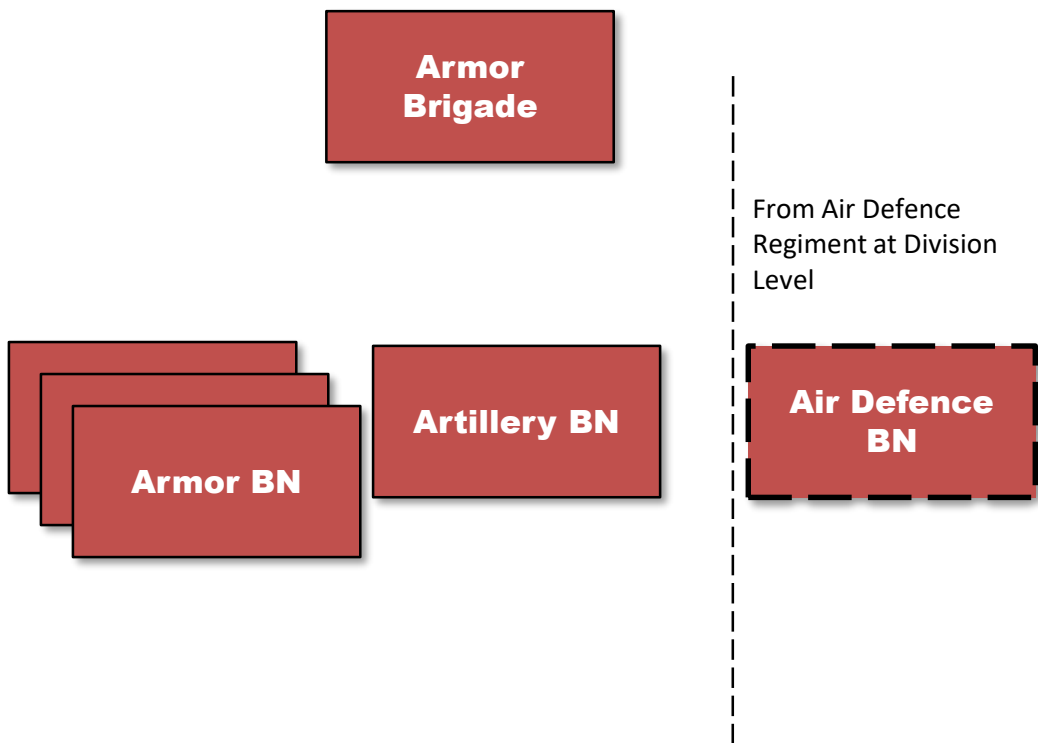 Armor
Brigade
From Air Defence
Regiment at Division
Level
Armor BN
Artillery BN
Air Defence
BN